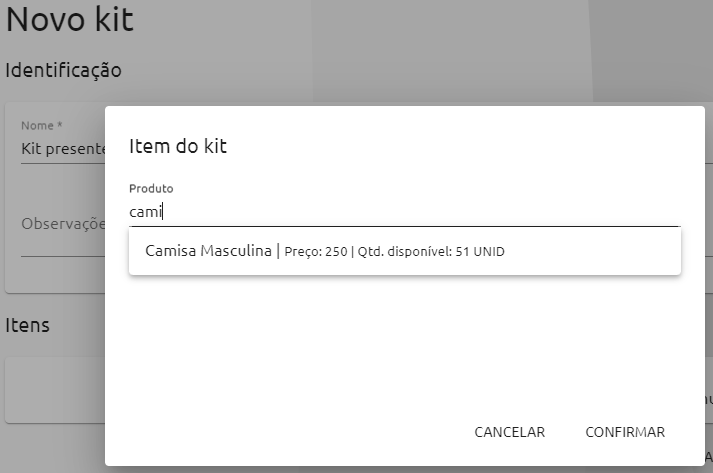 Novo kit
Identificação
Nome *
Kit presente
Observaçõe
Item do kit
Produto
cami
Camisa Masculina | Preço: 250 | Qtd. disponível: 51 UNID
Itens
CANCELAR
CONFIRMAR